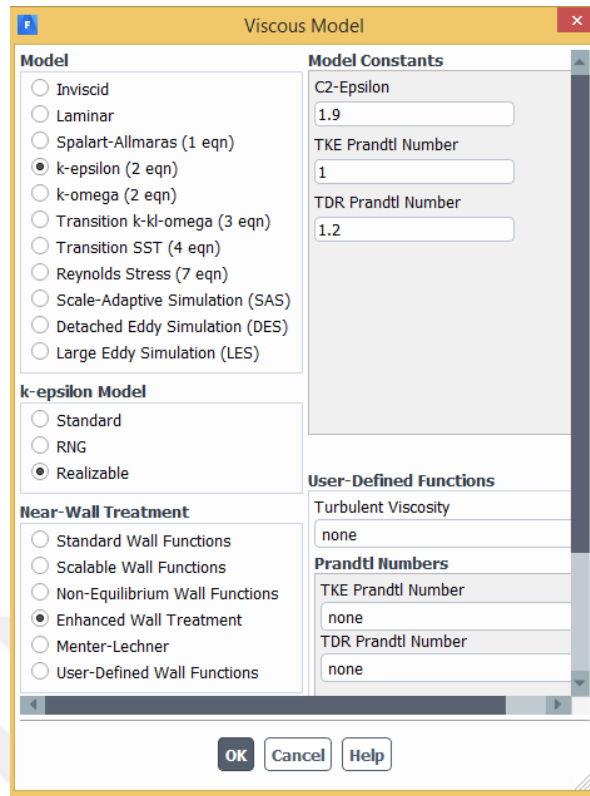 F
Viscous Model
Model
Inviscid
Laminar
Spalart-Allmaras (1 eqn)
k-epsilon (2 eqn)
k-omega (2 eqn)
Transition k-kl-omega (3 eqn)
Transition SST (4 eqn)
Reynolds Stress (7 eqn)
Scale-Adaptive Simulation (SAS)
Detached Eddy Simulation (DES)
Large Eddy Simulation (LES)
k-epsilon Model
Standard
RNG
Realizable
Near-Wall Treatment
Standard Wall Functions
Scalable Wall Functions
Non-Equilibrium Wall Functions
Enhanced Wall Treatment
Menter-Lechner
User-Defined Wall Functions
Model Constants
C2-Epsilon
1.9
TKE Prandtl Number
1
TDR Prandtl Number
1.2
User-Defined Functions
Turbulent Viscosity
none
Prandtl Numbers
TKE Prandtl Number
none
TDR Prandtl Number
none
OK Cancel Help